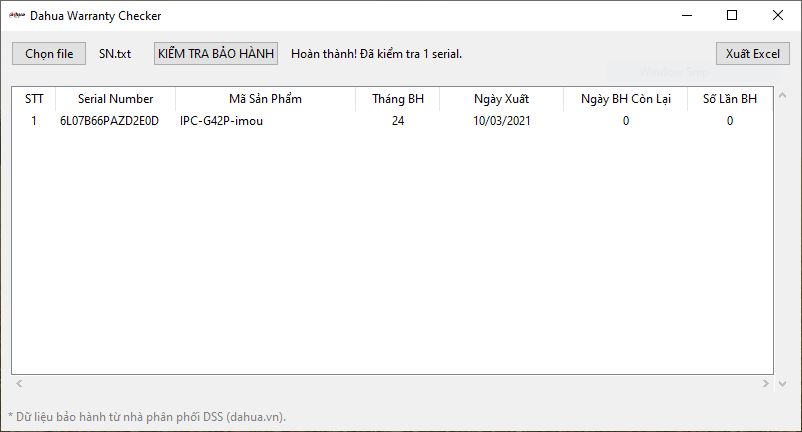 alhua Dahua Warranty Checker
Chọn file SN.txt KIỂM TRA BẢO HÀNH Hoàn thành! Đã kiểm tra 1 serial. Xuất Excel
STT Serial Number Mã Sản Phẩm Tháng BH Ngày Xuất Ngày BH Còn Lại Số Lần BH
1 6L07B66PAZD2E0D IPC-G42P-imou 24 10/03/2021 0 0
* Dữ liệu bảo hành từ nhà phân phối DSS (dahua.vn).